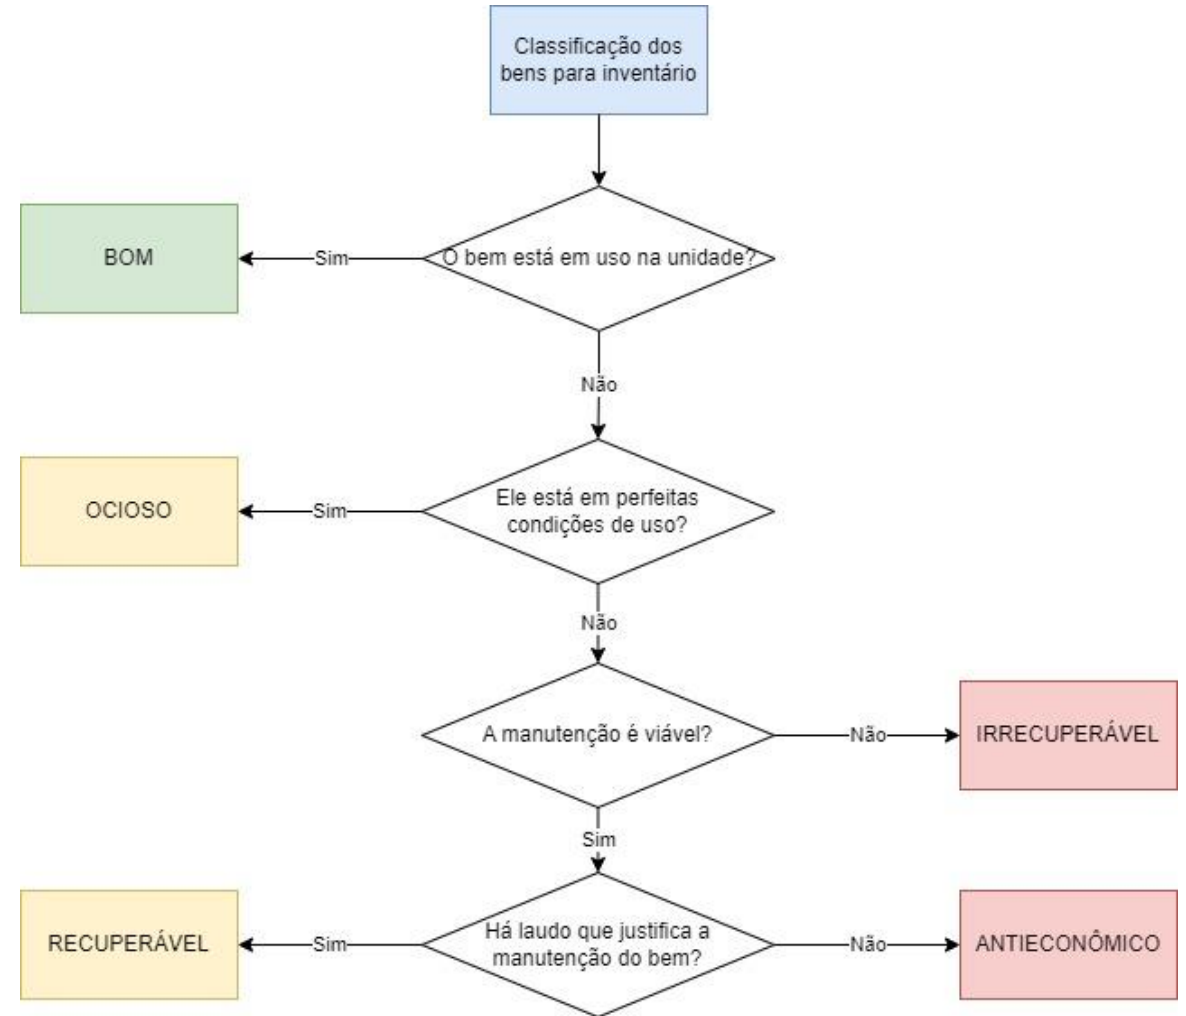 Classificação dos
bens para inventário
BOM
Sim
O bem está em uso na unidade?
Não
OCIOSO
Sim
Ele está em perfeitas
condições de uso?
Não
A manutenção é viável?
Não
IRRECUPERÁVEL
Sim
RECUPERÁVEL
Sim
Há laudo que justifica a
manutenção do bem?
Não
ANTIECONÔMICO